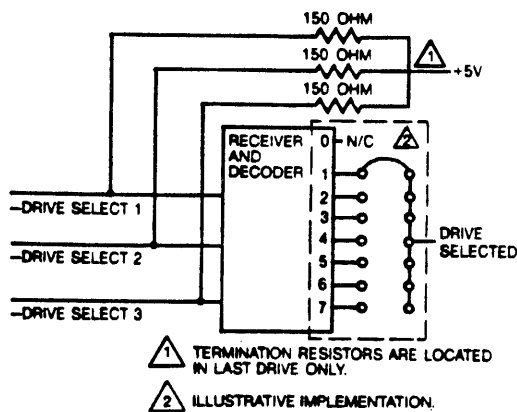 150 OHM
150 OHM
1
+5V
150 OHM
RECEIVER
AND
DECODER
0 N/C 2
1
2
3
4
5
6
7
DRIVE
SELECTED
–DRIVE SELECT 1
–DRIVE SELECT 2
–DRIVE SELECT 3
1 TERMINATION RESISTORS ARE LOCATED
IN LAST DRIVE ONLY.
2 ILLUSTRATIVE IMPLEMENTATION.